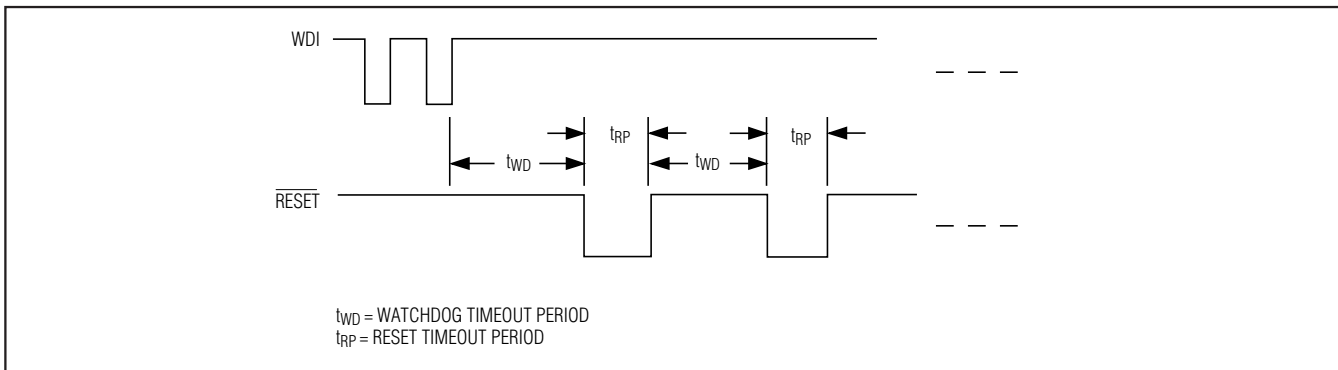 WDI
tRP
tRP
tWD
tWD
RESET
tWD = WATCHDOG TIMEOUT PERIOD
tRP = RESET TIMEOUT PERIOD